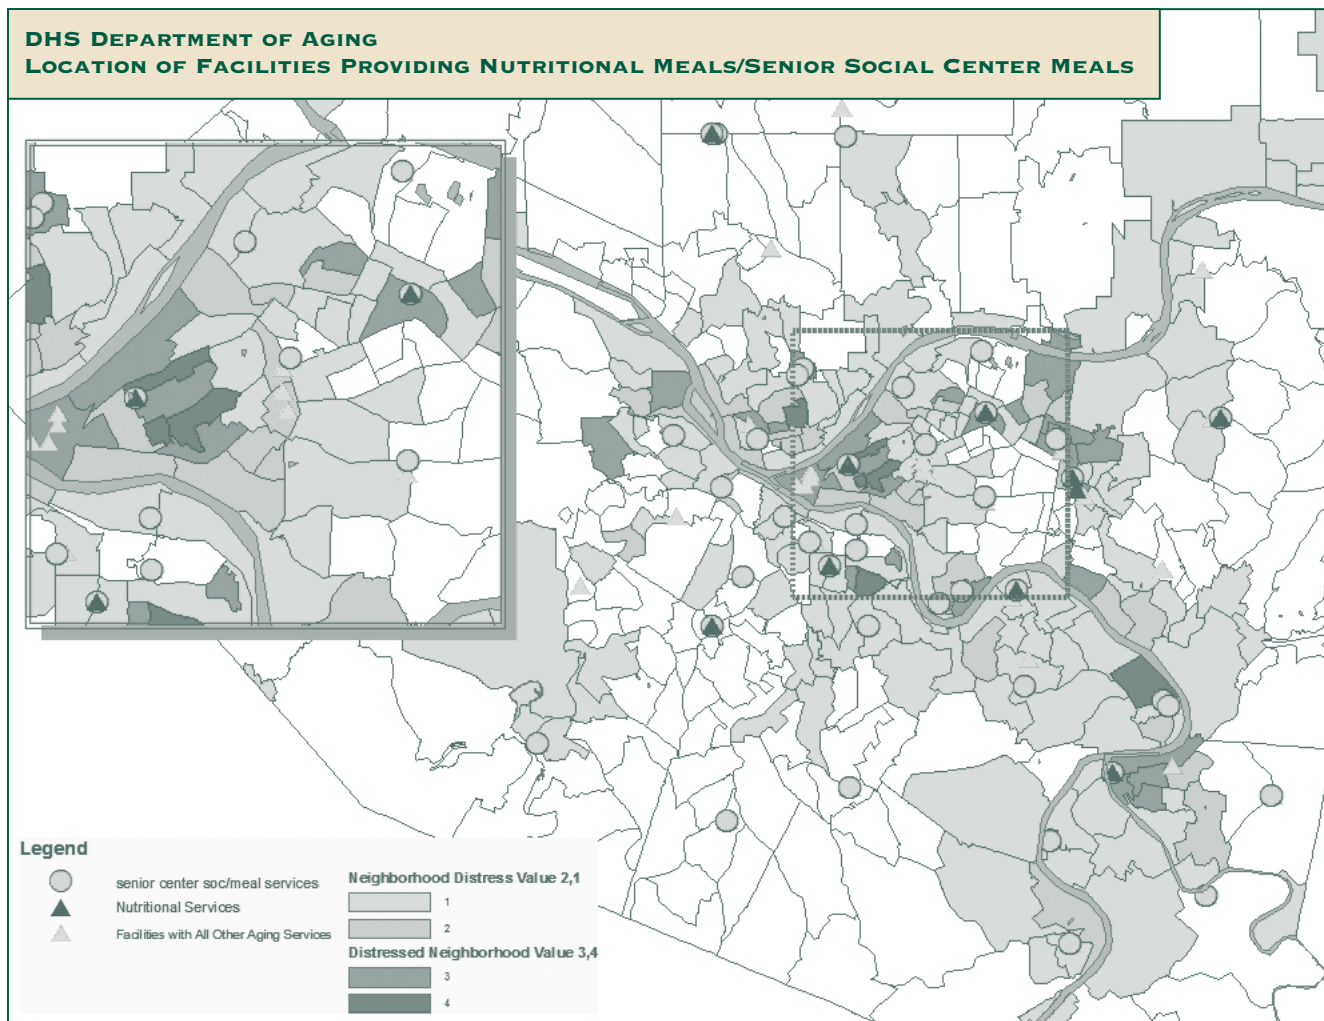 DHS Department of Aging
Location of Facilities Providing Nutritional Meals/Senior Social Center Meals
Legend
senior center soc/meal services
Nutritional Services
Facilities with All Other Aging Services
Neighborhood Distress Value 2,1
1
2
Distressed Neighborhood Value 3,4
3
4